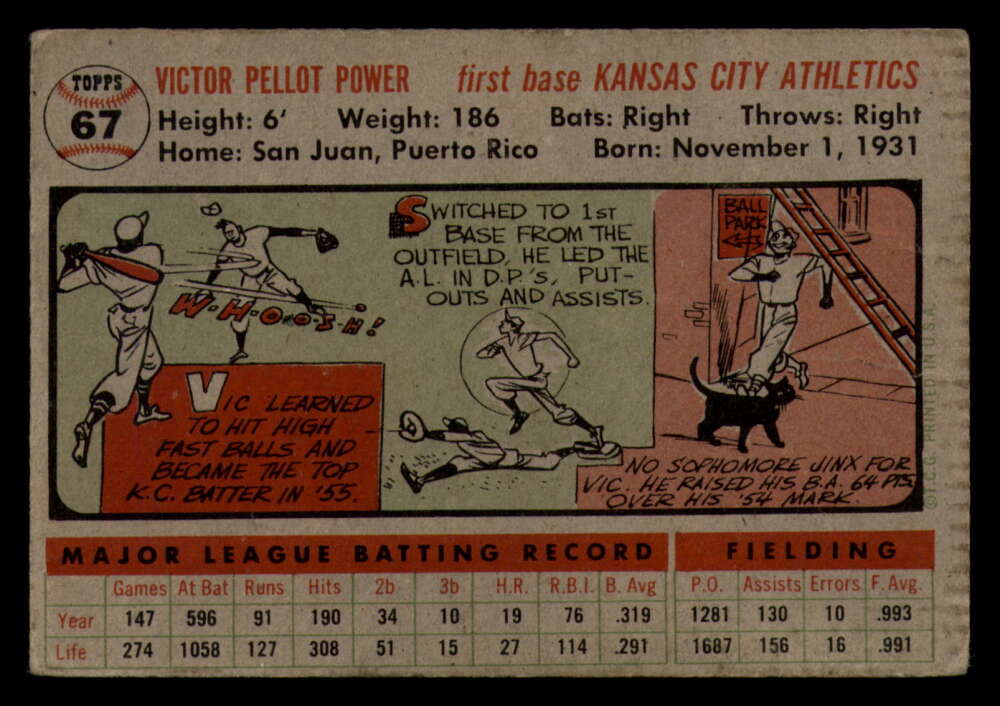 TOPPS
67
VICTOR PELLOT POWER first base KANSAS CITY ATHLETICS
Height: 6' Weight: 186 Bats: Right Throws: Right
Home: San Juan, Puerto Rico Born: November 1, 1931
W-H-O-O-S-H!
VIC LEARNED
TO HIT HIGH
FAST BALLS AND
BECAME THE TOP
K.C. BATTER IN '55.
SWITCHED TO 1ST
BASE FROM THE
OUTFIELD, HE LED THE
A.L. IN D.P.'S, PUT-
OUTS AND ASSISTS.
BALL
PARK
NO SOPHOMORE JINX FOR
VIC. HE RAISED HIS B.A. 64 PTS.
OVER HIS '54 MARK.
©T.C.G. PRINTED IN U.S.A.
MAJOR LEAGUE BATTING RECORD FIELDING
Games At Bat Runs Hits 2b 3b H.R. R.B.I. B. Avg P.O. Assists Errors F. Avg.
Year 147 596 91 190 34 10 19 76 .319 1281 130 10 .993
Life 274 1058 127 308 51 15 27 114 .291 1687 156 16 .991